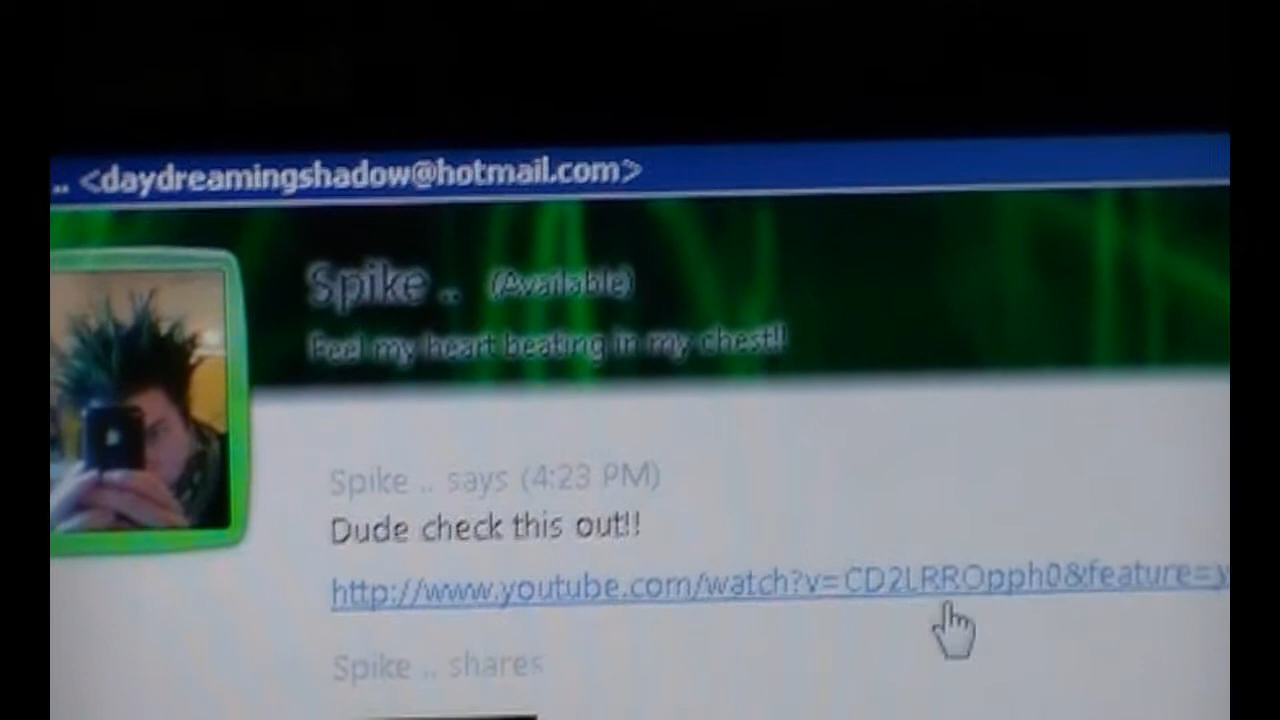 .. <daydreamingshadow@hotmail.com>
Spike .. (Available)
Feel my heart beating in my chest!!
Spike .. says (4:23 PM)
Dude check this out!!
http://www.youtube.com/watch?v=CD2LRROpph0&feature=y
Spike .. shares